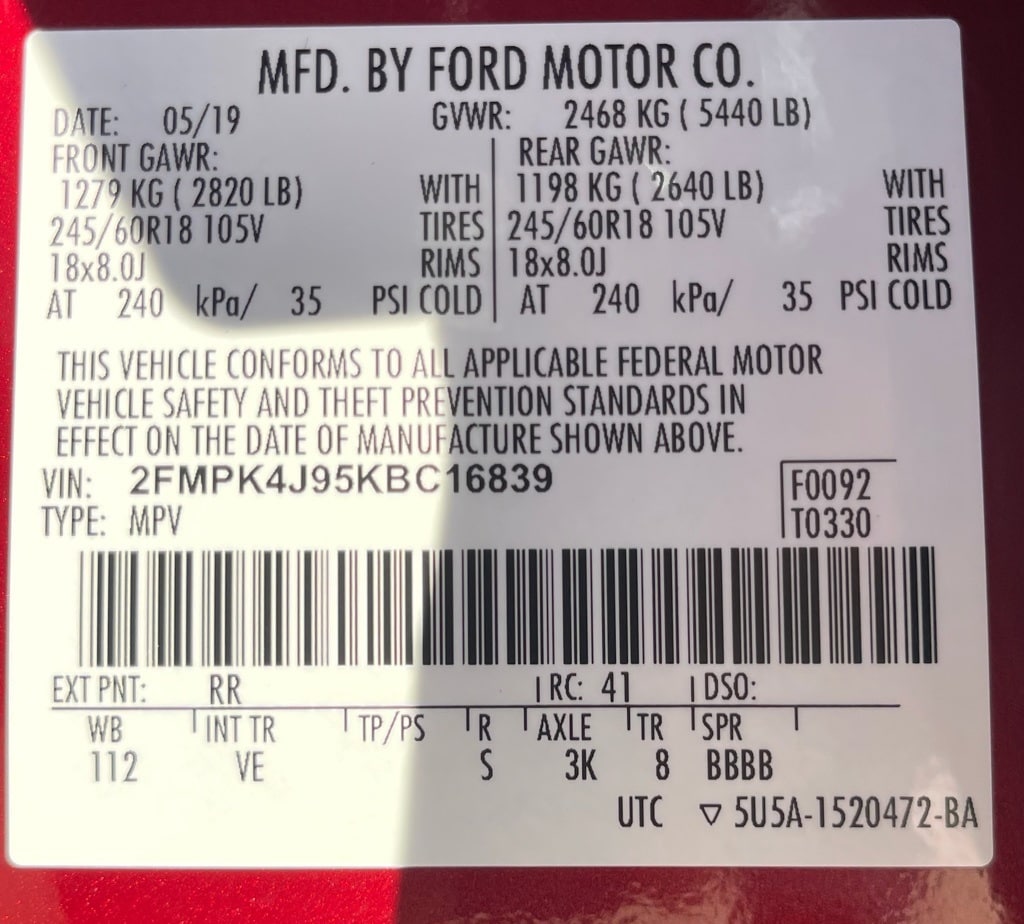 MFD. BY FORD MOTOR CO.
DATE: 05/19 GVWR: 2468 KG ( 5440 LB)
FRONT GAWR: REAR GAWR:
1279 KG ( 2820 LB) WITH 1198 KG ( 2640 LB) WITH
245/60R18 105V TIRES 245/60R18 105V TIRES
18x8.0J RIMS 18x8.0J RIMS
AT 240 kPa/ 35 PSI COLD AT 240 kPa/ 35 PSI COLD
THIS VEHICLE CONFORMS TO ALL APPLICABLE FEDERAL MOTOR
VEHICLE SAFETY AND THEFT PREVENTION STANDARDS IN
EFFECT ON THE DATE OF MANUFACTURE SHOWN ABOVE.
VIN: 2FMPK4J95KBC16839 F0092
TYPE: MPV T0330
EXT PNT: RR RC: 41 DSO:
WB INT TR TP/PS R AXLE TR SPR
112 VE S 3K 8 BBBB
UTC ▽ 5U5A-1520472-BA